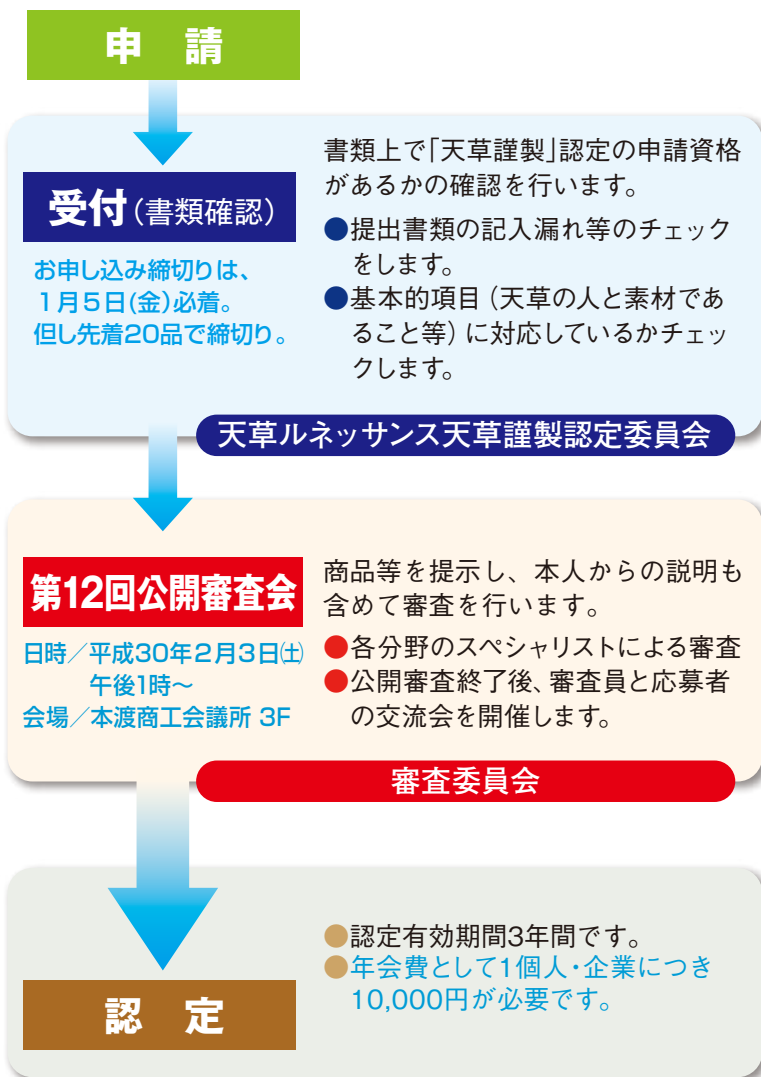 申 請
受付(書類確認)
お申し込み締切りは、
1月5日(金)必着。
但し先着20品で締切り。
書類上で「天草謹製」認定の申請資格
があるかの確認を行います。
●提出書類の記入漏れ等のチェック
をします。
●基本的項目(天草の人と素材であ
ること等)に対応しているかチェッ
クします。
天草ルネッサンス天草謹製認定委員会
第12回公開審査会
日時/平成30年2月3日㈯
午後1時～
会場/本渡商工会議所 3F
商品等を提示し、本人からの説明も
含めて審査を行います。
●各分野のスペシャリストによる審査
●公開審査終了後、審査員と応募者
の交流会を開催します。
審査委員会
認 定
●認定有効期間3年間です。
●年会費として1個人・企業につき
10,000円が必要です。